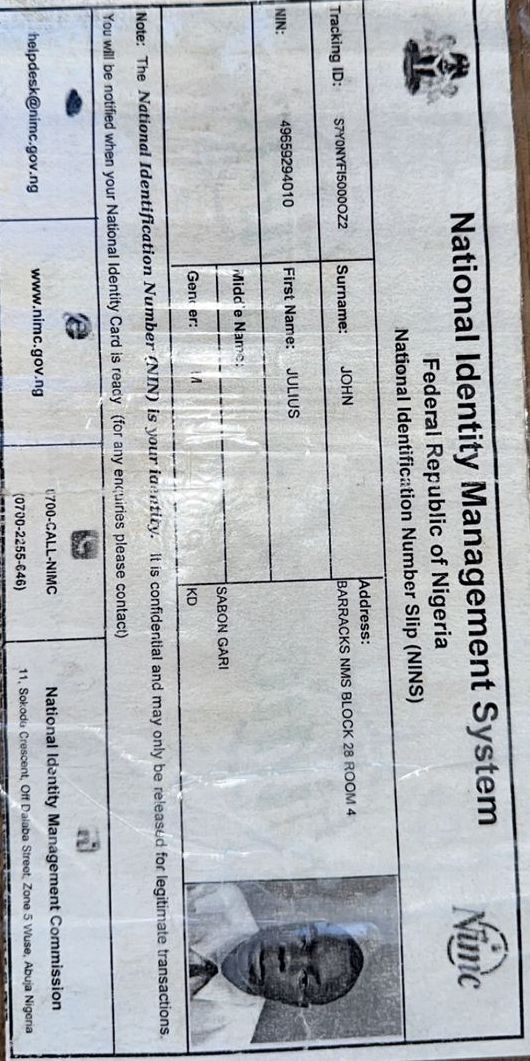 National Identity Management System
Federal Republic of Nigeria
National Identification Number Slip (NINS)
Nimc
Tracking ID: S7Y0NYFI5000OZ2
Surname: JOHN
Address:
BARRACKS NMS BLOCK 28 ROOM 4
NIN: 49659294010
First Name: JULIUS
Middle Name:
SABON GARI
Gender: M
KD
Note: The National Identification Number (NIN) is your identity. It is confidential and may only be released for legitimate transactions.
You will be notified when your National Identity Card is ready (for any enquiries please contact)
helpdesk@nimc.gov.ng
www.nimc.gov.ng
0700-CALL-NIMC
(0700-2255-646)
National Identity Management Commission
11, Sokode Crescent, Off Dalaba Street, Zone 5 Wuse, Abuja Nigeria